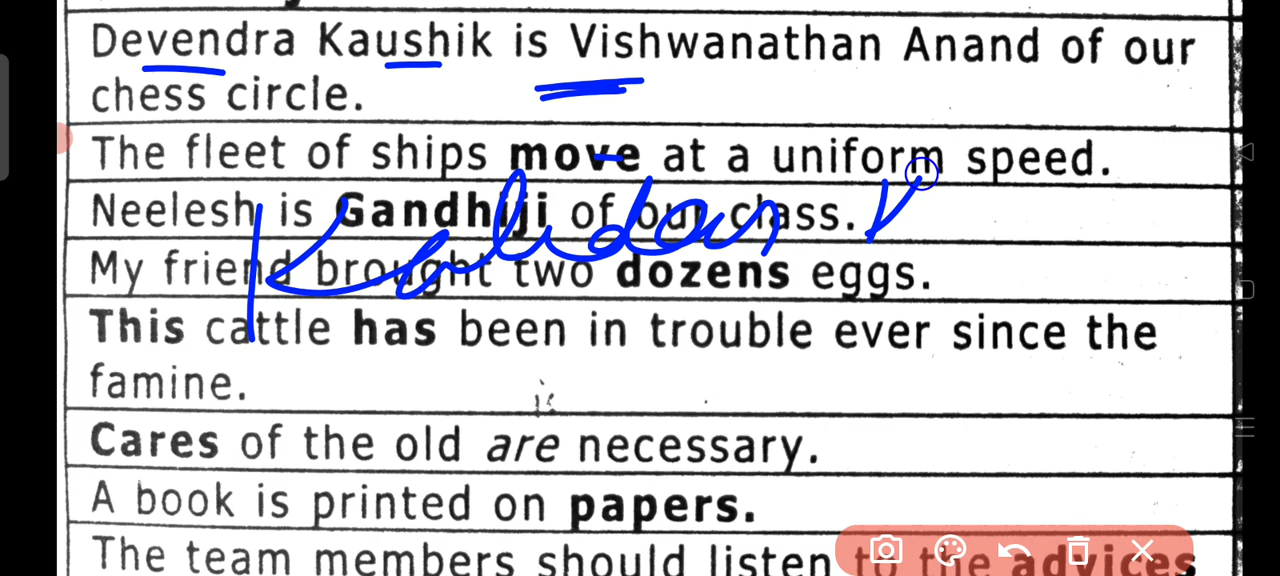 Devendra Kaushik is Vishwanathan Anand of our
chess circle.
The fleet of ships move at a uniform speed.
Neelesh is Gandhiji of our class.
Kalidas
My friend brought two dozens eggs.
This cattle has been in trouble ever since the
famine.
Cares of the old are necessary.
A book is printed on papers.
The team members should listen to the advices